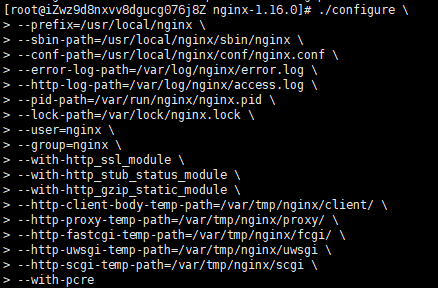 [root@iZwz9d8nxvv8dgucg076j8Z nginx-1.16.0]# ./configure \
> --prefix=/usr/local/nginx \
> --sbin-path=/usr/local/nginx/sbin/nginx \
> --conf-path=/usr/local/nginx/conf/nginx.conf \
> --error-log-path=/var/log/nginx/error.log \
> --http-log-path=/var/log/nginx/access.log \
> --pid-path=/var/run/nginx/nginx.pid \
> --lock-path=/var/lock/nginx.lock \
> --user=nginx \
> --group=nginx \
> --with-http_ssl_module \
> --with-http_stub_status_module \
> --with-http_gzip_static_module \
> --http-client-body-temp-path=/var/tmp/nginx/client/ \
> --http-proxy-temp-path=/var/tmp/nginx/proxy/ \
> --http-fastcgi-temp-path=/var/tmp/nginx/fcgi/ \
> --http-uwsgi-temp-path=/var/tmp/nginx/uwsgi \
> --http-scgi-temp-path=/var/tmp/nginx/scgi \
> --with-pcre